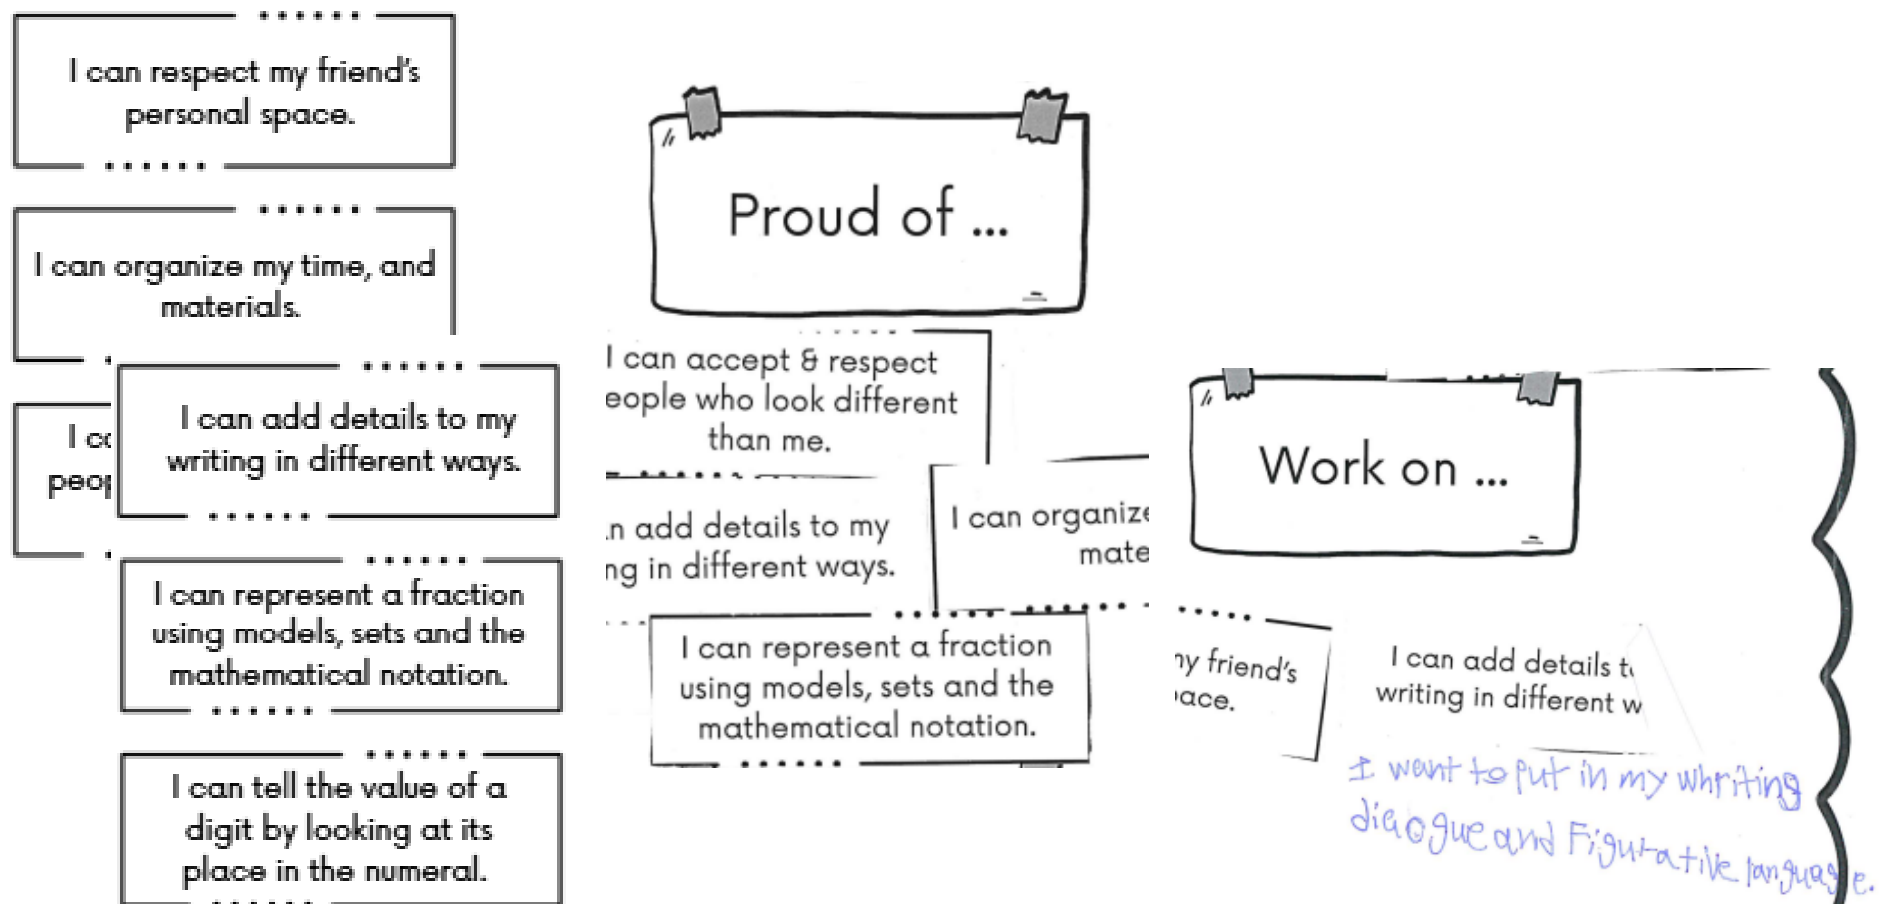 I can respect my friend's
personal space.
I can organize my time, and
materials.
I
I can add details to my
writing in different ways.
I can represent a fraction
using models, sets and the
mathematical notation.
I can tell the value of a
digit by looking at its
place in the numeral.
Proud of ...
I can accept & respect
eople who look different
than me.
n add details to my
ng in different ways.
I can organize
mate
I can represent a fraction
using models, sets and the
mathematical notation.
Work on ...
ny friend's
ace.
I can add details t
writing in different w
I want to put in my whriting
dialogue and Figurative language.